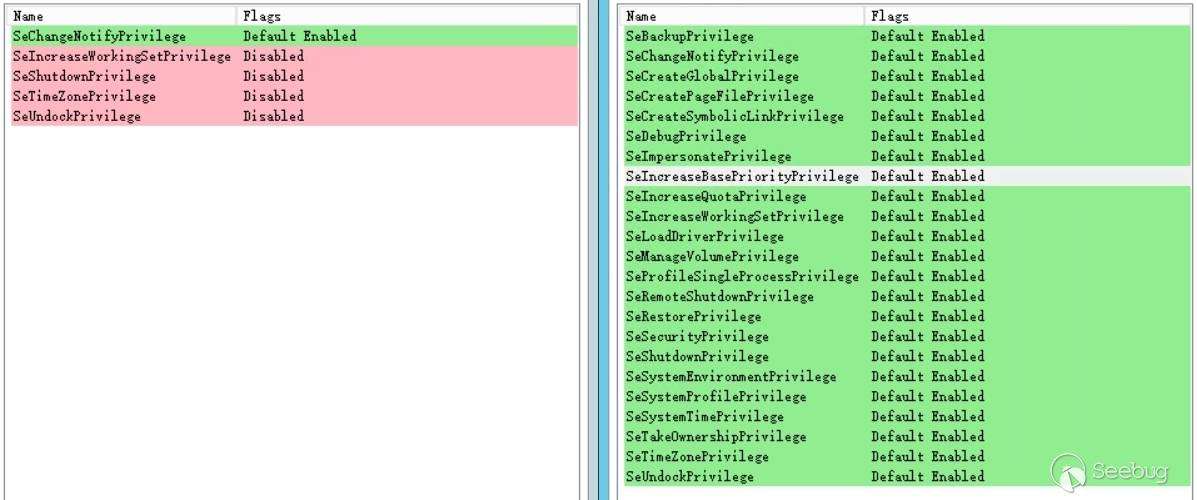 Name Flags
SeChangeNotifyPrivilege Default Enabled
SeIncreaseWorkingSetPrivilege Disabled
SeShutdownPrivilege Disabled
SeTimeZonePrivilege Disabled
SeUndockPrivilege Disabled
Name Flags
SeBackupPrivilege Default Enabled
SeChangeNotifyPrivilege Default Enabled
SeCreateGlobalPrivilege Default Enabled
SeCreatePageFilePrivilege Default Enabled
SeCreateSymbolicLinkPrivilege Default Enabled
SeDebugPrivilege Default Enabled
SeImpersonatePrivilege Default Enabled
SeIncreaseBasePriorityPrivilege Default Enabled
SeIncreaseQuotaPrivilege Default Enabled
SeIncreaseWorkingSetPrivilege Default Enabled
SeLoadDriverPrivilege Default Enabled
SeManageVolumePrivilege Default Enabled
SeProfileSingleProcessPrivilege Default Enabled
SeRemoteShutdownPrivilege Default Enabled
SeRestorePrivilege Default Enabled
SeSecurityPrivilege Default Enabled
SeShutdownPrivilege Default Enabled
SeSystemEnvironmentPrivilege Default Enabled
SeSystemProfilePrivilege Default Enabled
SeSystemTimePrivilege Default Enabled
SeTakeOwnershipPrivilege Default Enabled
SeTimeZonePrivilege Default Enabled
SeUndockPrivilege Default Enabled
Seebug